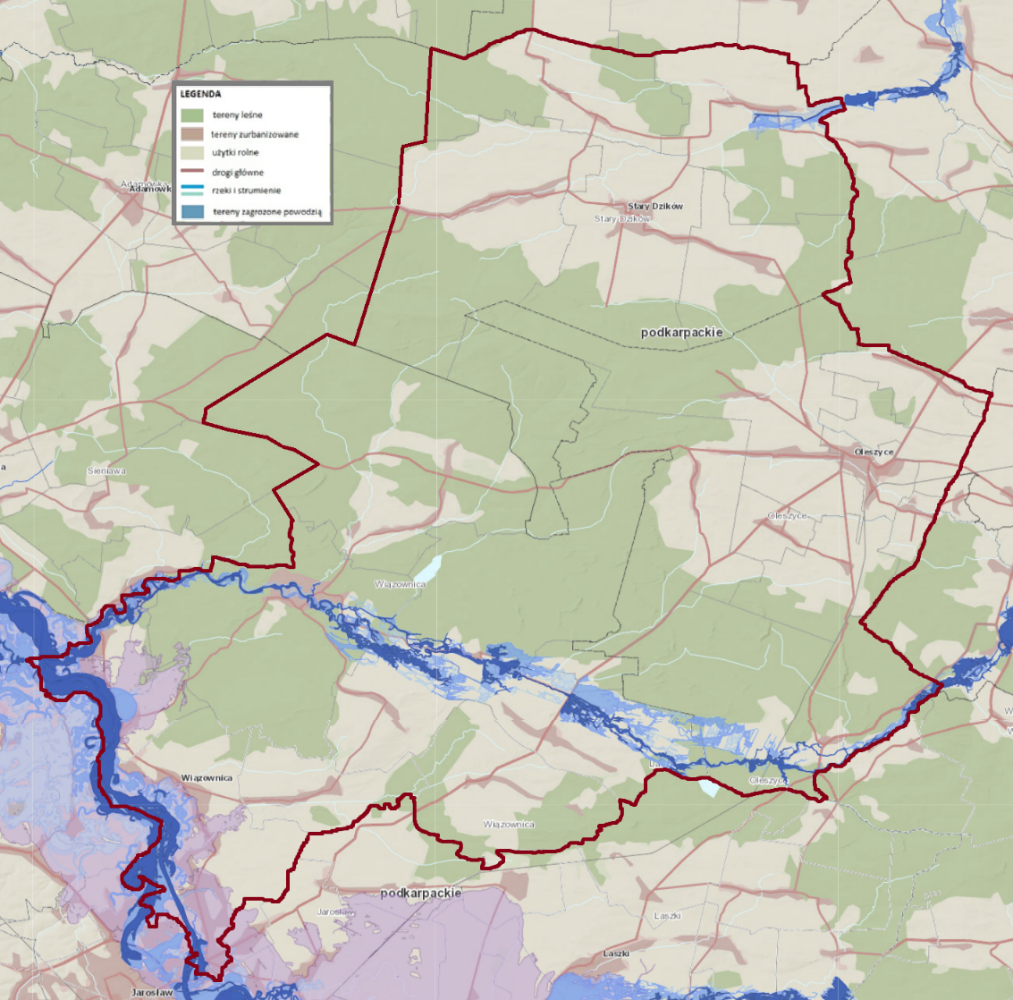 LEGENDA
tereny leśne
tereny zurbanizowane
użytki rolne
drogi główne
rzeki i strumienie
tereny zagrożone powodzią
Adamówka
Stary Dzików
Stary Dzików
podkarpackie
Oleszyce
Sieniawa
Oleszyce
Wiązownica
Wiązownica
Oleszyce
Wiązownica
podkarpackie
Jarosław
Laszki
Laszki
Jarosław